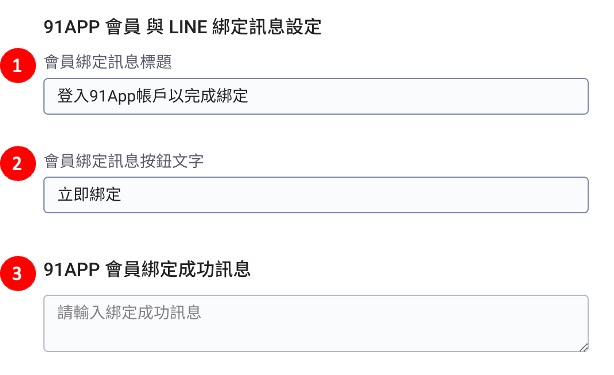 91APP 會員 與 LINE 綁定訊息設定
1 會員綁定訊息標題
登入91App帳戶以完成綁定
2 會員綁定訊息按鈕文字
立即綁定
3 91APP 會員綁定成功訊息
請輸入綁定成功訊息